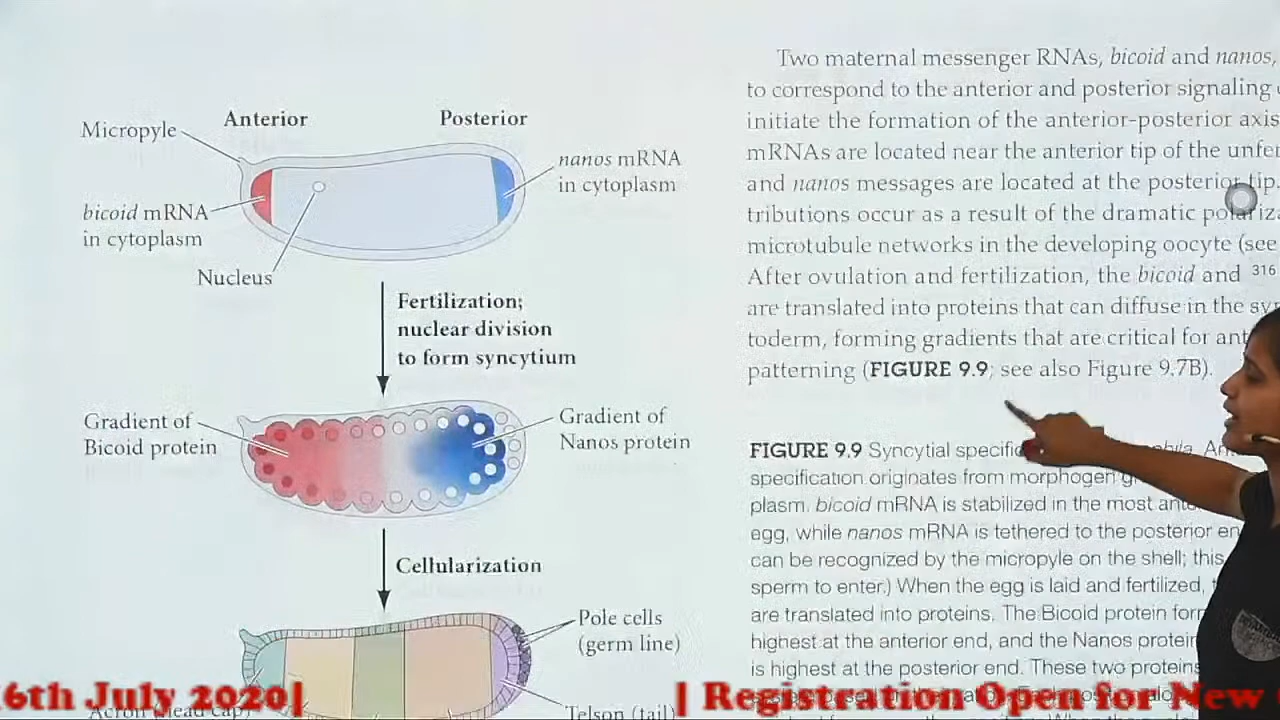 Anterior
Posterior
Micropyle
nanos mRNA
in cytoplasm
bicoid mRNA
in cytoplasm
Nucleus
Fertilization;
nuclear division
to form syncytium
Gradient of
Bicoid protein
Gradient of
Nanos protein
Cellularization
Pole cells
(germ line)
Telson (tail)
Two maternal messenger RNAs, bicoid and nanos,
to correspond to the anterior and posterior signaling
initiate the formation of the anterior-posterior axis
mRNAs are located near the anterior tip of the
and nanos messages are located at the posterior tip.
tributions occur as a result of the dramatic
microtubule networks in the developing oocyte (see
After ovulation and fertilization, the bicoid and
316
are translated into proteins that can diffuse in the
toderm, forming gradients that are critical for
patterning (FIGURE 9.9; see also Figure 9.7B).
FIGURE 9.9 Syncytial
specification originates from morphogen
plasm. bicoid mRNA is stabilized in the most
egg, while nanos mRNA is tethered to the posterior
can be recognized by the micropyle on the shell; this
sperm to enter.) When the egg is laid and fertilized,
are translated into proteins. The Bicoid protein
highest at the anterior end, and the Nanos protein
is highest at the posterior end. These two proteins
6th July 2020| | Registration Open for New